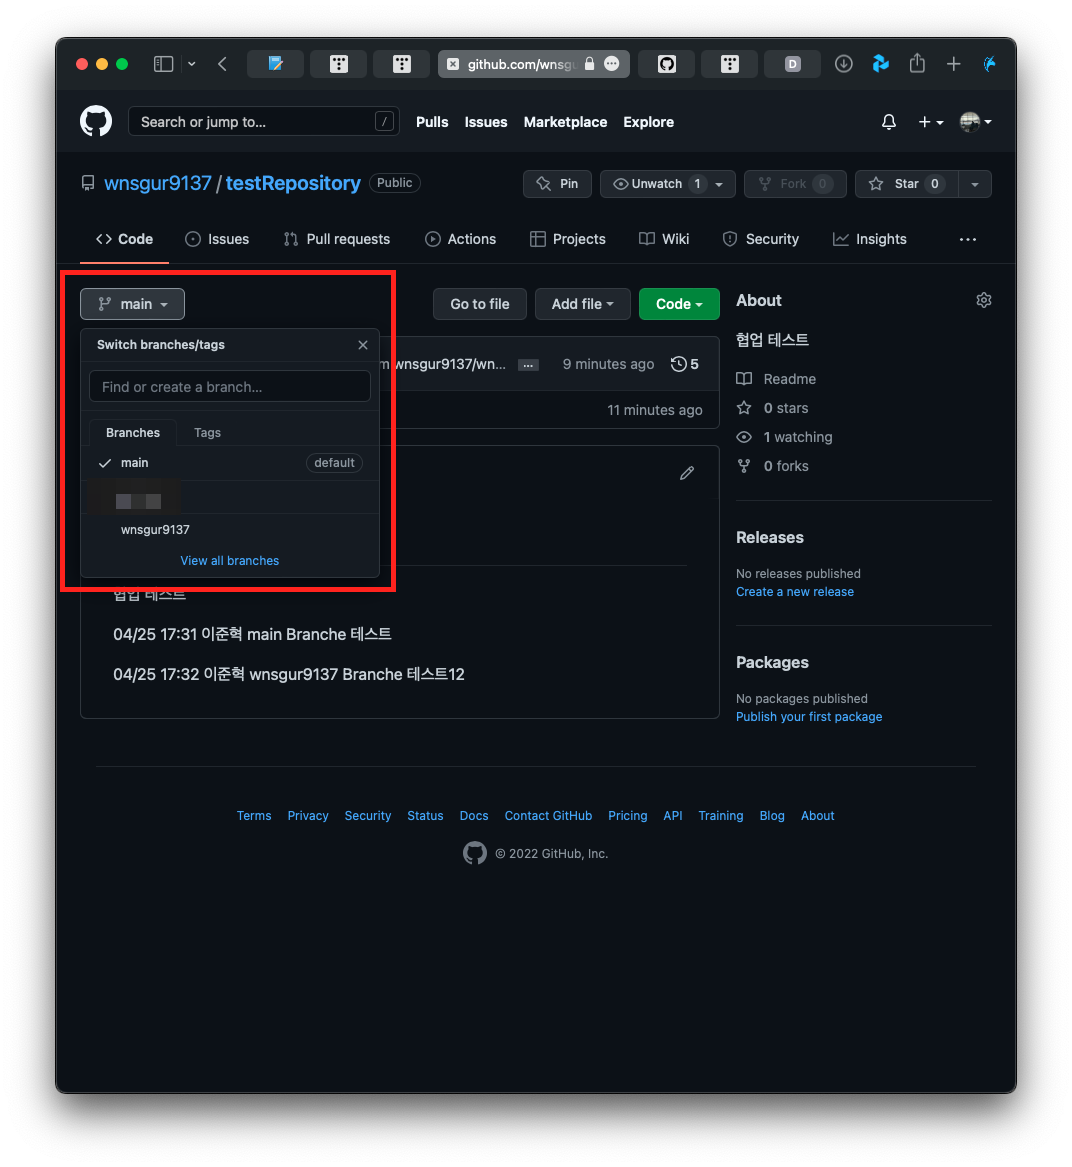 github.com/wnsgu
D
Search or jump to...
/
Pulls
Issues
Marketplace
Explore
wnsgur9137 / testRepository
Public
Pin
Unwatch 1
Fork 0
Star 0
Code
Issues
Pull requests
Actions
Projects
Wiki
Security
Insights
...
main
Go to file
Add file
Code
Switch branches/tags
Find or create a branch...
Branches
Tags
main
default
wnsgur9137
View all branches
m wnsgur9137/wn...
...
9 minutes ago
5
11 minutes ago
협업 테스트
04/25 17:31 이준혁 main Branche 테스트
04/25 17:32 이준혁 wnsgur9137 Branche 테스트12
About
협업 테스트
Readme
0 stars
1 watching
0 forks
Releases
No releases published
Create a new release
Packages
No packages published
Publish your first package
Terms
Privacy
Security
Status
Docs
Contact GitHub
Pricing
API
Training
Blog
About
© 2022 GitHub, Inc.